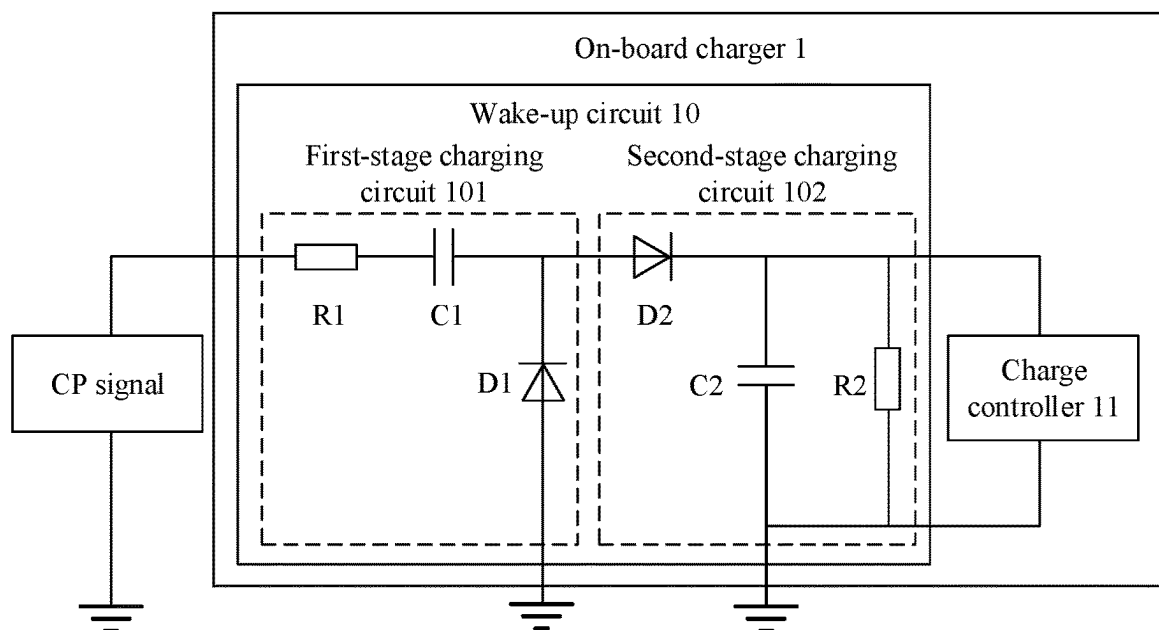 On-board charger 1
Wake-up circuit 10
First-stage charging
circuit 101
Second-stage charging
circuit 102
R1
C1
D2
CP signal
D1
C2
R2
Charge
controller 11